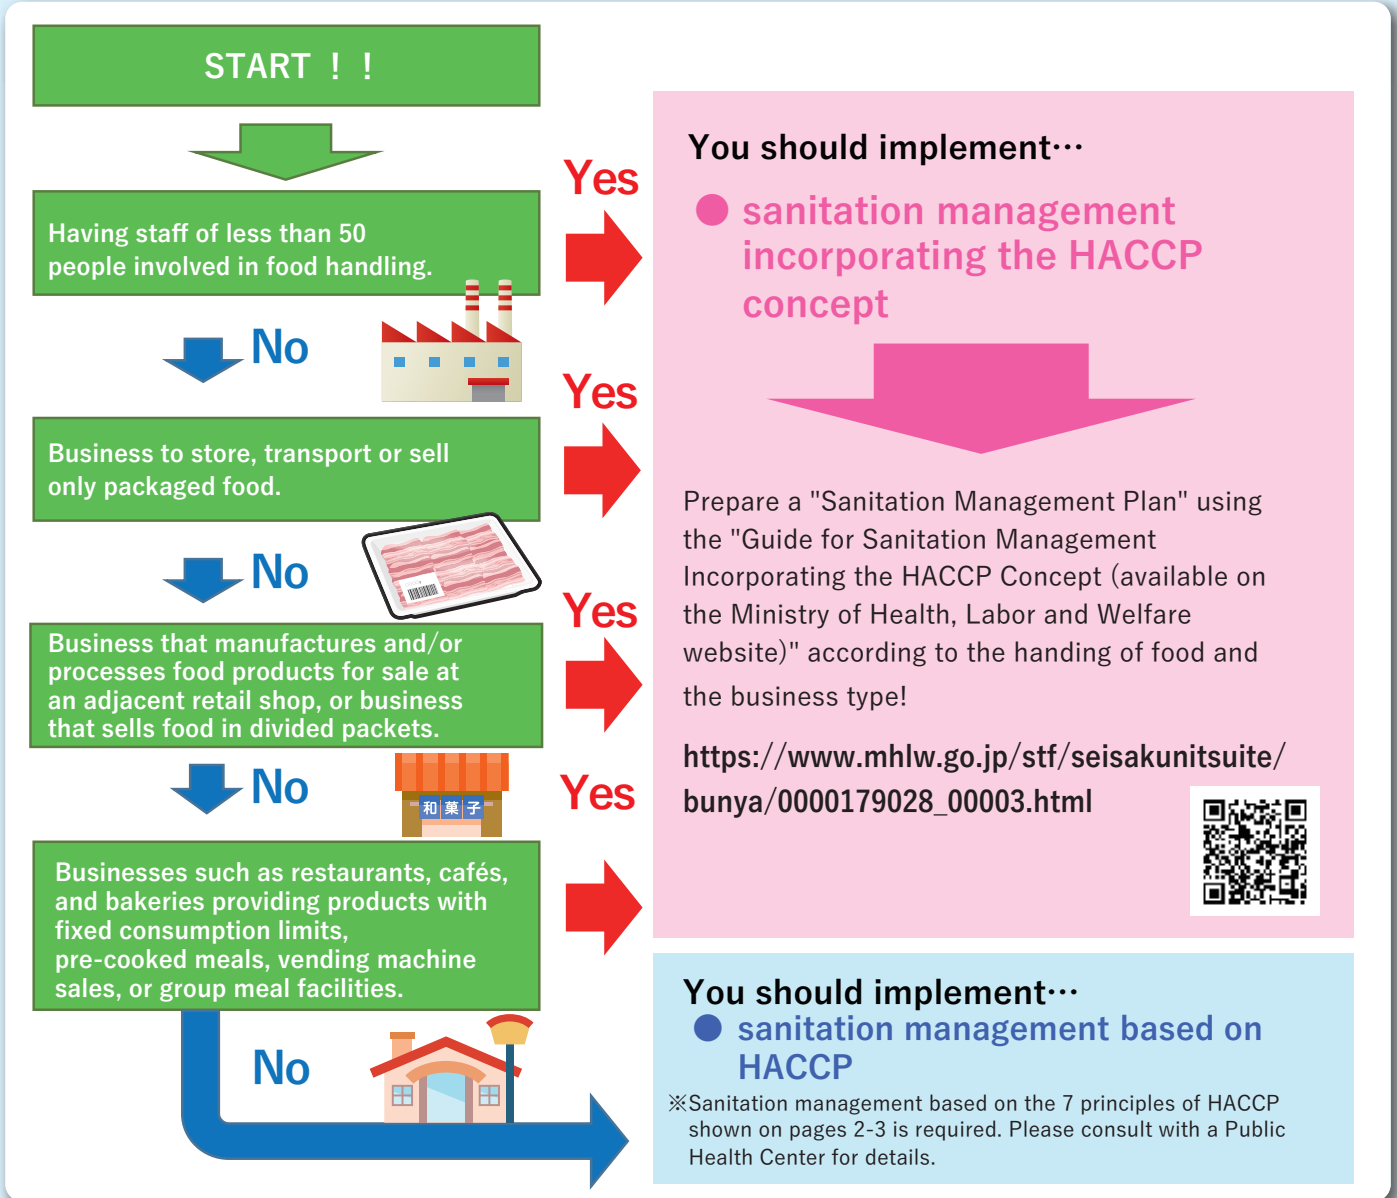 START！！
Having staff of less than 50
people involved in food handling.
Yes
No
Business to store, transport or sell
only packaged food.
Yes
No
Business that manufactures and/or
processes food products for sale at
an adjacent retail shop, or business
that sells food in divided packets.
Yes
No
和菓子
Businesses such as restaurants, cafés,
and bakeries providing products with
fixed consumption limits,
pre-cooked meals, vending machine
sales, or group meal facilities.
Yes
No
You should implement…
● sanitation management
incorporating the HACCP
concept
Prepare a "Sanitation Management Plan" using
the "Guide for Sanitation Management
Incorporating the HACCP Concept (available on
the Ministry of Health, Labor and Welfare
website)" according to the handing of food and
the business type!
https://www.mhlw.go.jp/stf/seisakunitsuite/
bunya/0000179028_00003.html
You should implement…
● sanitation management based on
HACCP
※Sanitation management based on the 7 principles of HACCP
shown on pages 2-3 is required. Please consult with a Public
Health Center for details.